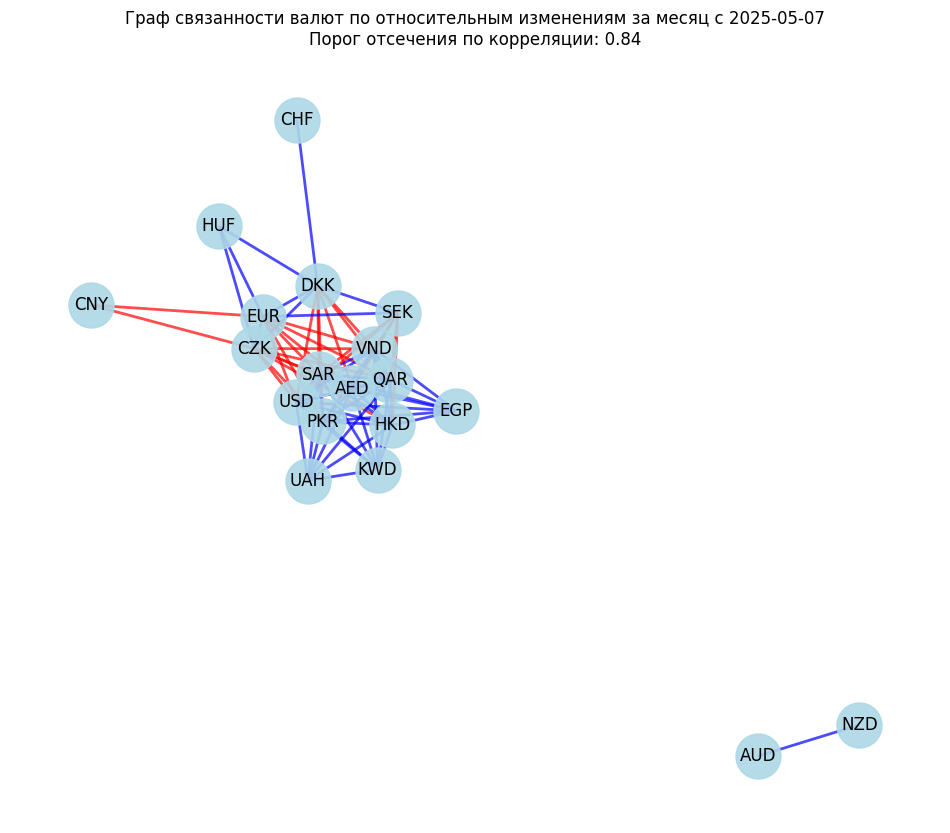 Граф связанности валют по относительным изменениям за месяц с 2025-05-07
Порог отсечения по корреляции: 0.84
CHF
HUF
DKK
CNY
EUR
SEK
CZK
VND
SAR
QAR
AED
USD
EGP
PKR
HKD
KWD
UAH
NZD
AUD